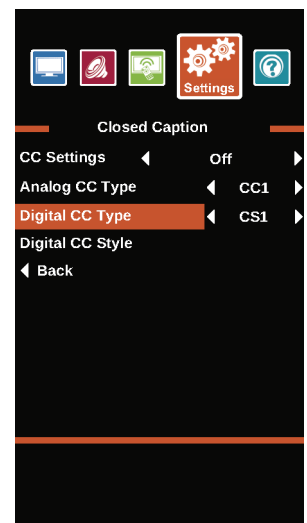 Settings
Closed Caption
CC Settings Off
Analog CC Type CC1
Digital CC Type CS1
Digital CC Style
Back